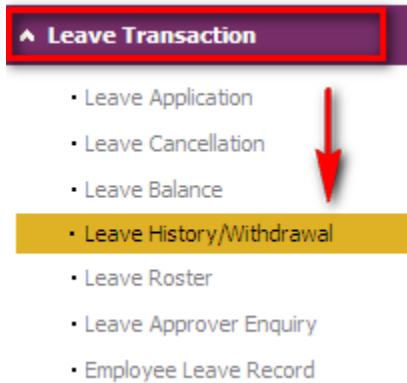 Leave Transaction
Leave Application
Leave Cancellation
Leave Balance
Leave History/Withdrawal
Leave Roster
Leave Approver Enquiry
Employee Leave Record